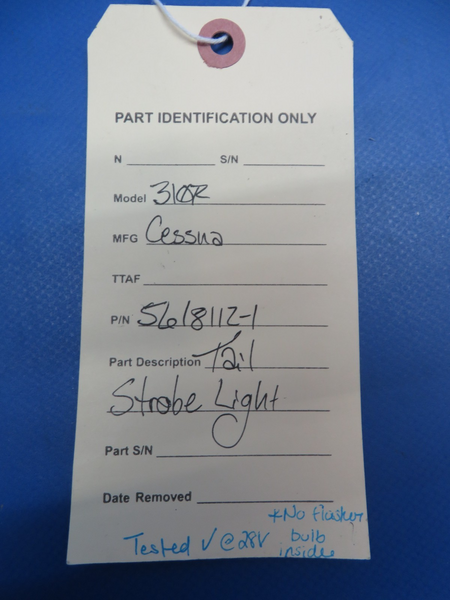 PART IDENTIFICATION ONLY
N S/N
Model 310R
MFG Cessna
TTAF
P/N 5618112-1
Part Description Tail
Strobe Light
Part S/N
Date Removed
*No flasher
Tested √ @ 28V bulb
inside